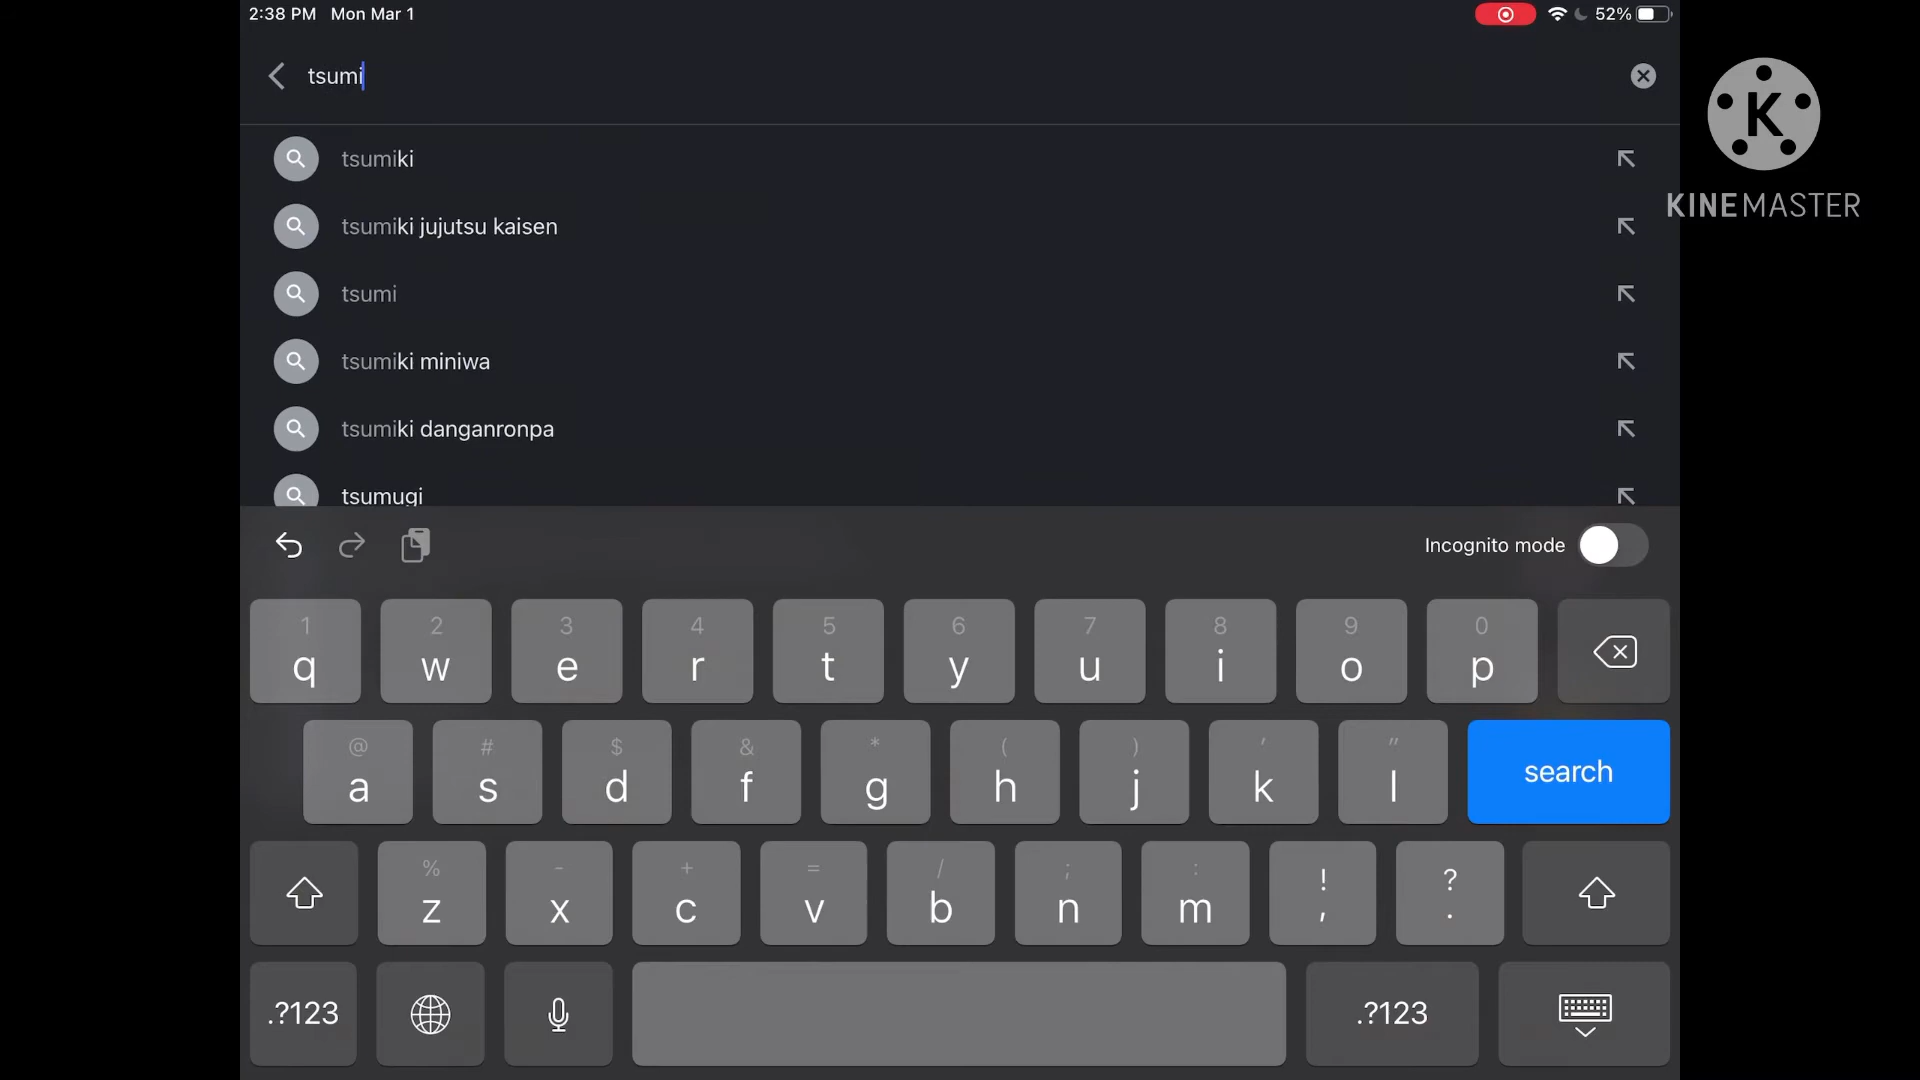 2:38 PM Mon Mar 1
52%
tsumi
K
KINEMASTER
tsumiki
tsumiki jujutsu kaisen
tsumi
tsumiki miniwa
tsumiki danganronpa
tsumugi
Incognito mode
1 2 3 4 5 6 7 8 9 0
q w e r t y u i o p
@ # $ & * ( ) ' "
a s d f g h j k l search
% - + = / ; : ! ?
z x c v b n m , .
.?123 .?123